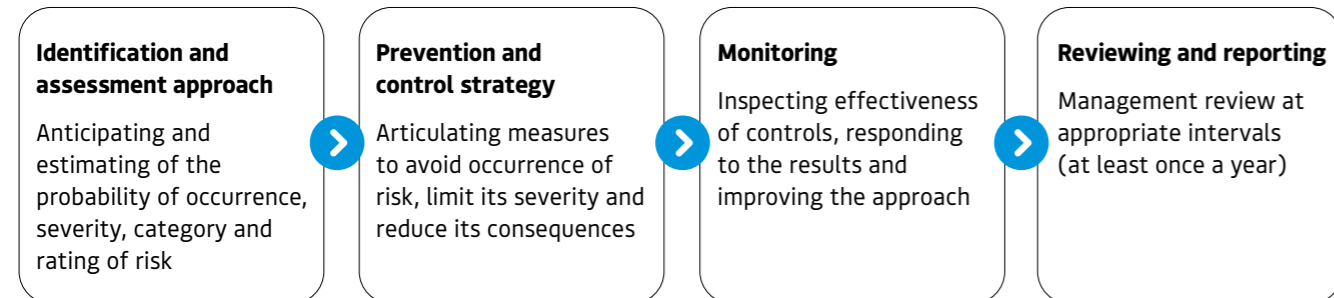 Identification and
assessment approach
Anticipating and
estimating of the
probability of occurrence,
severity, category and
rating of risk
Prevention and
control strategy
Articulating measures
to avoid occurrence of
risk, limit its severity and
reduce its consequences
Monitoring
Inspecting effectiveness
of controls, responding
to the results and
improving the approach
Reviewing and reporting
Management review at
appropriate intervals
(at least once a year)